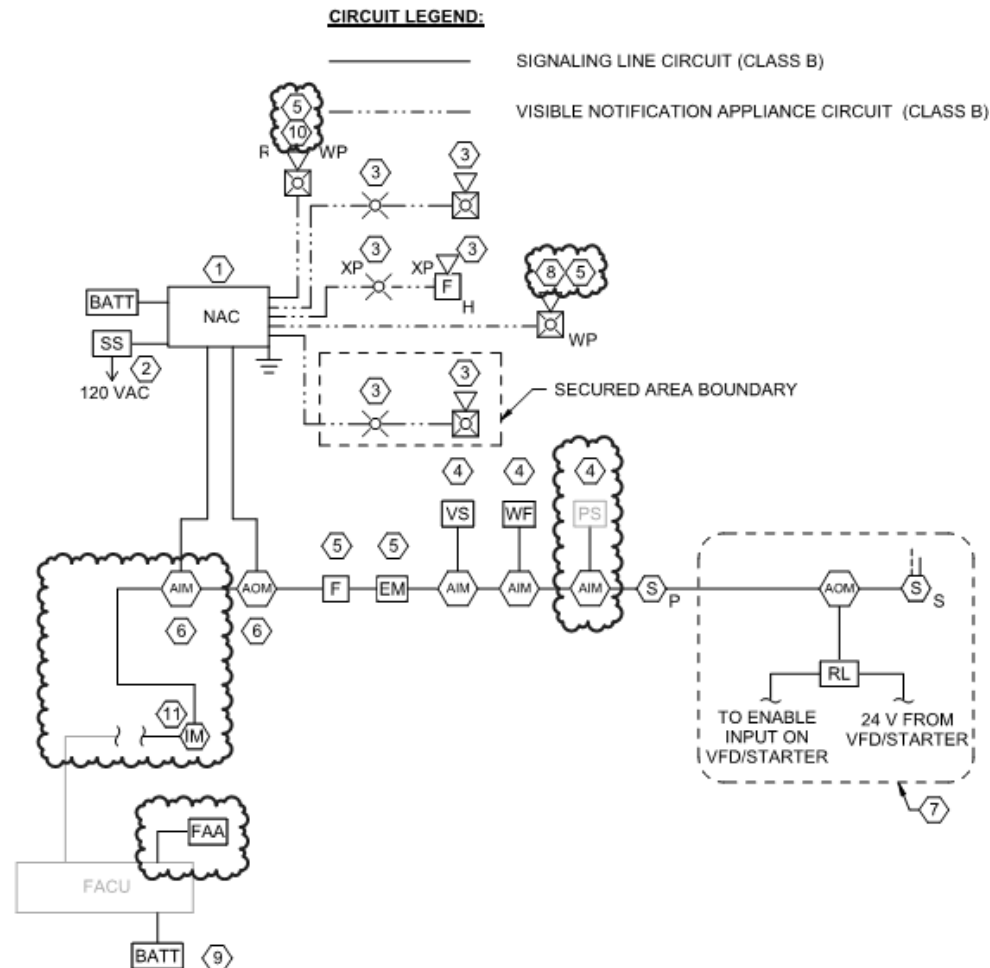 CIRCUIT LEGEND:
SIGNALING LINE CIRCUIT (CLASS B)
VISIBLE NOTIFICATION APPLIANCE CIRCUIT (CLASS B)
5
10
R WP
3
3
3
3
XP
XP
F
H
8 5
WP
1
BATT
NAC
SS
2
120 VAC
3
3
SECURED AREA BOUNDARY
4
4
4
VS
WF
PS
5
5
AIM
AOM
F
EM
AIM
AIM
AIM
S
P
AOM
S
S
6
6
RL
TO ENABLE
INPUT ON
VFD/STARTER
24 V FROM
VFD/STARTER
11
IM
7
FAA
FACU
BATT
9